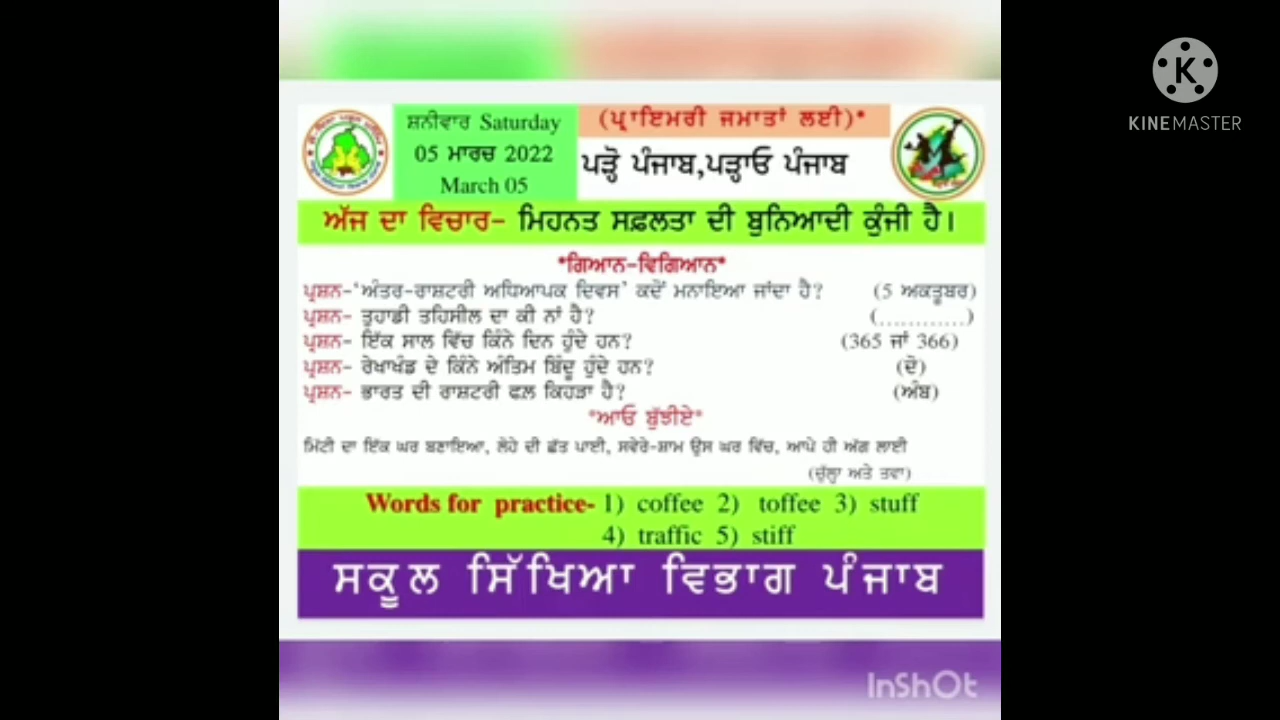 ਸ਼ਨੀਵਾਰ Saturday
05 ਮਾਰਚ 2022
March 05
(ਪ੍ਰਾਇਮਰੀ ਜਮਾਤਾਂ ਲਈ)*
ਪੜ੍ਹੋ ਪੰਜਾਬ,ਪੜ੍ਹਾਓ ਪੰਜਾਬ
KINEMASTER
ਅੱਜ ਦਾ ਵਿਚਾਰ- ਮਿਹਨਤ ਸਫ਼ਲਤਾ ਦੀ ਬੁਨਿਆਦੀ ਕੁੰਜੀ ਹੈ।
*ਗਿਆਨ-ਵਿਗਿਆਨ*
ਪ੍ਰਸ਼ਨ-‘ਅੰਤਰ-ਰਾਸ਼ਟਰੀ ਅਧਿਆਪਕ ਦਿਵਸ’ ਕਦੋਂ ਮਨਾਇਆ ਜਾਂਦਾ ਹੈ? (5 ਅਕਤੂਬਰ)
ਪ੍ਰਸ਼ਨ- ਤੁਹਾਡੀ ਤਹਿਸੀਲ ਦਾ ਕੀ ਨਾਂ ਹੈ? (............)
ਪ੍ਰਸ਼ਨ- ਇੱਕ ਸਾਲ ਵਿੱਚ ਕਿੰਨੇ ਦਿਨ ਹੁੰਦੇ ਹਨ? (365 ਜਾਂ 366)
ਪ੍ਰਸ਼ਨ- ਰੇਖਾਖੰਡ ਦੇ ਕਿੰਨੇ ਅੰਤਿਮ ਬਿੰਦੂ ਹੁੰਦੇ ਹਨ? (ਦੋ)
ਪ੍ਰਸ਼ਨ- ਭਾਰਤ ਦੀ ਰਾਸ਼ਟਰੀ ਫਲ ਕਿਹੜਾ ਹੈ? (ਅੰਬ)
*ਆਓ ਬੁੱਝੀਏ*
ਮਿੱਟੀ ਦਾ ਇੱਕ ਘਰ ਬਣਾਇਆ, ਲੋਹੇ ਦੀ ਛੱਤ ਪਾਈ, ਸਵੇਰੇ-ਸ਼ਾਮ ਉਸ ਘਰ ਵਿੱਚ, ਆਪੇ ਹੀ ਅੱਗ ਲਾਈ
(ਚੁੱਲ੍ਹਾ ਅਤੇ ਤਵਾ)
Words for practice- 1) coffee 2) toffee 3) stuff
4) traffic 5) stiff
ਸਕੂਲ ਸਿੱਖਿਆ ਵਿਭਾਗ ਪੰਜਾਬ
InShOt